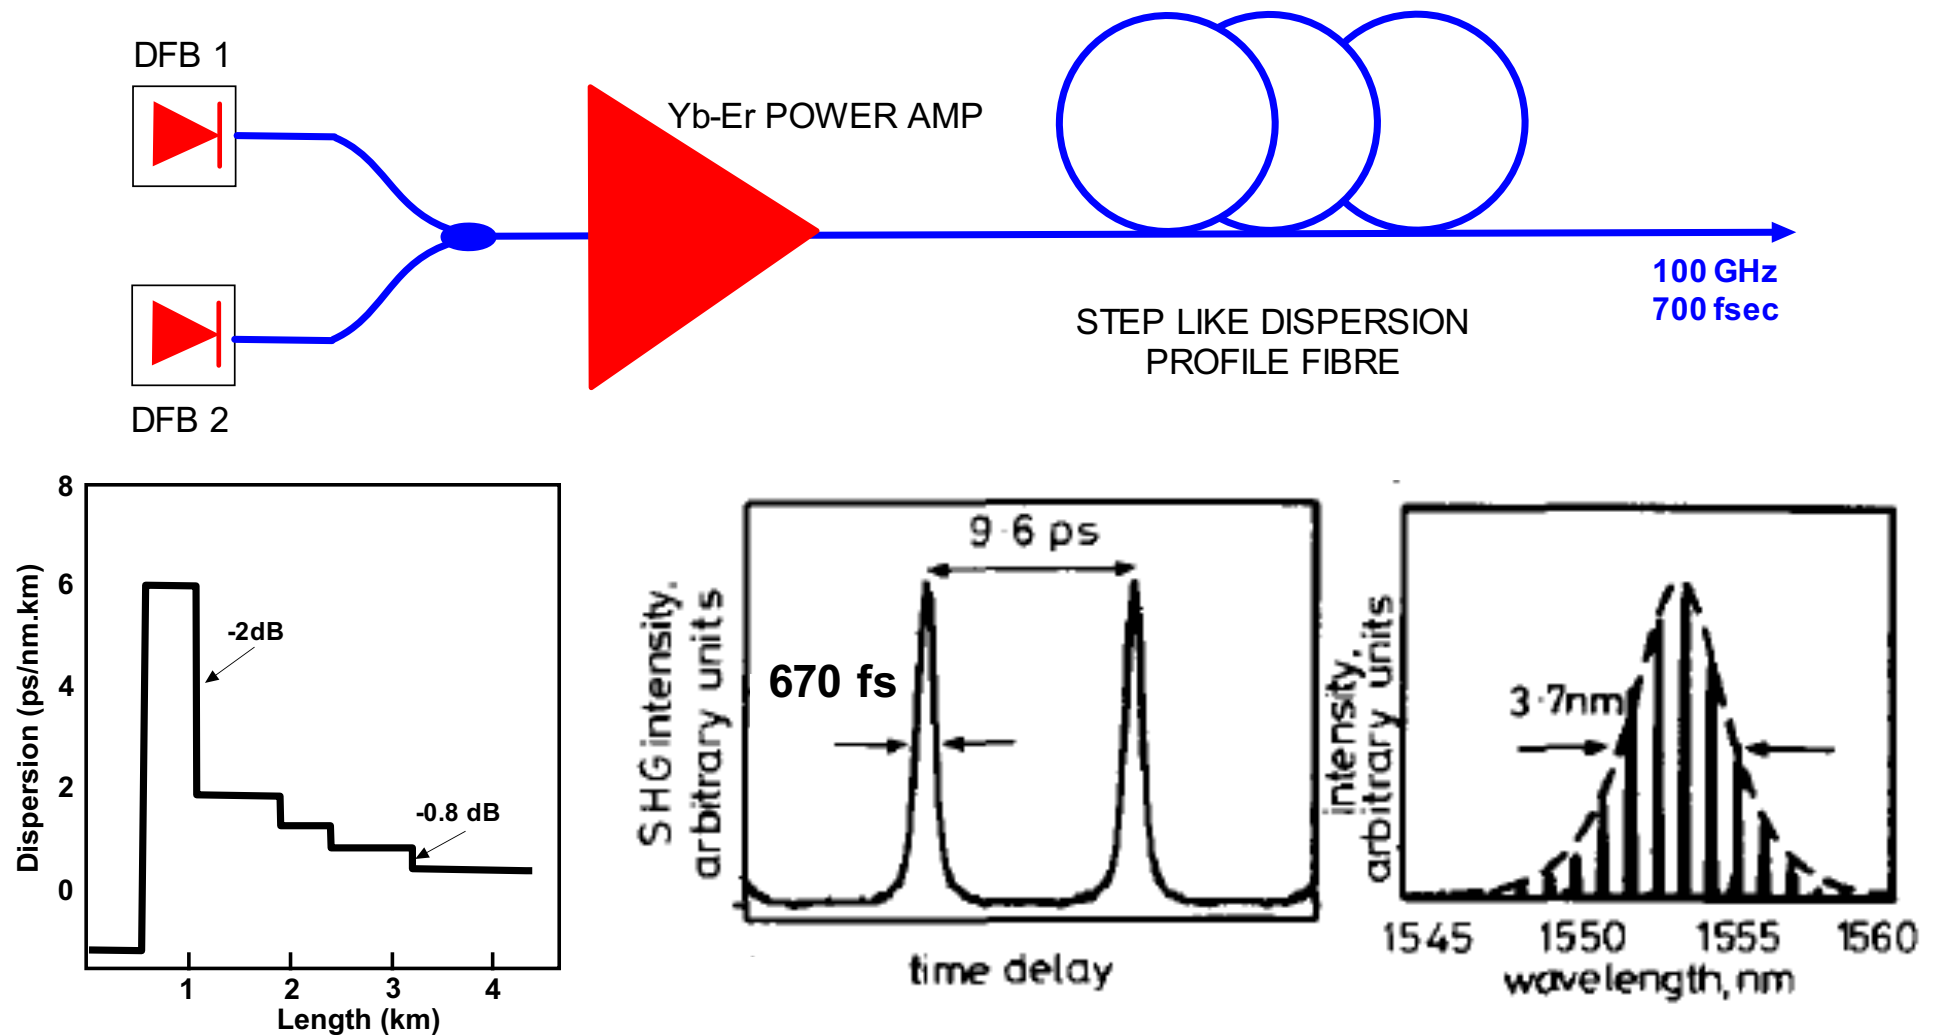 DFB 1
Yb-Er POWER AMP
100 GHz
700 fsec
STEP LIKE DISPERSION
PROFILE FIBRE
DFB 2
8
6
4
2
0
Dispersion (ps/nm.km)
-2dB
-0.8 dB
1
2
3
4
Length (km)
SHG intensity,
arbitrary units
9·6 ps
670 fs
time delay
intensity,
arbitrary units
3·7nm
1545
1550
1555
1560
wavelength, nm